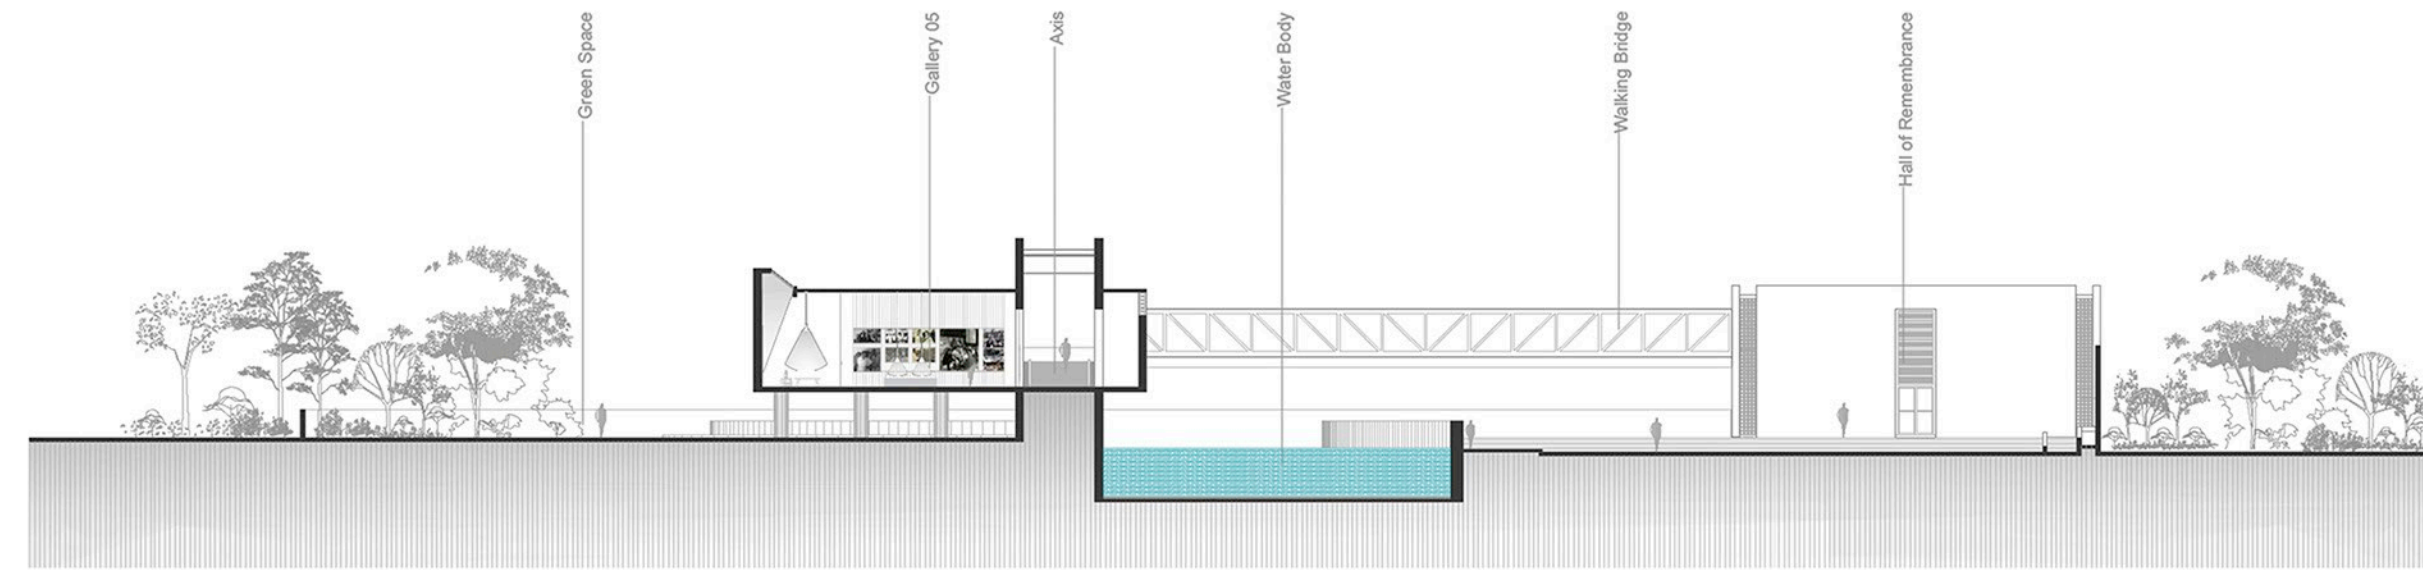 Green Space
Gallery 05
Axis
Water Body
Walking Bridge
Hall of Remembrance